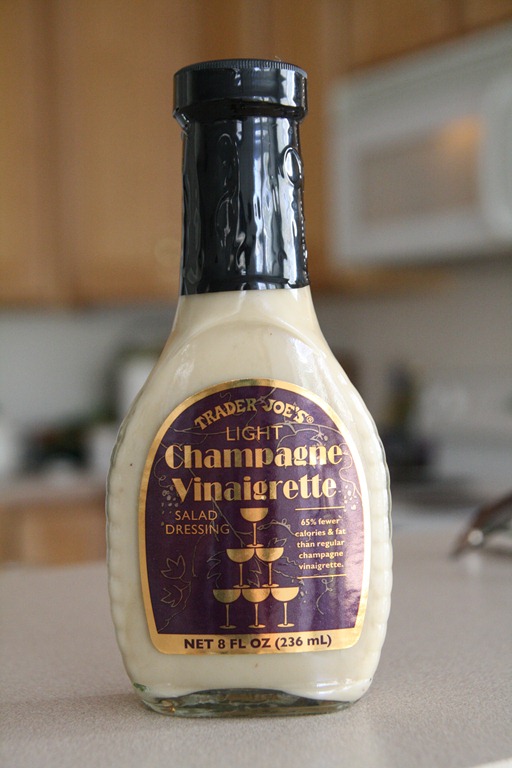 TRADER JOE'S®
LIGHT
Champagne
Vinaigrette
SALAD
DRESSING
65% fewer
calories & fat
than regular
champagne
vinaigrette.
NET 8 FL OZ (236 mL)